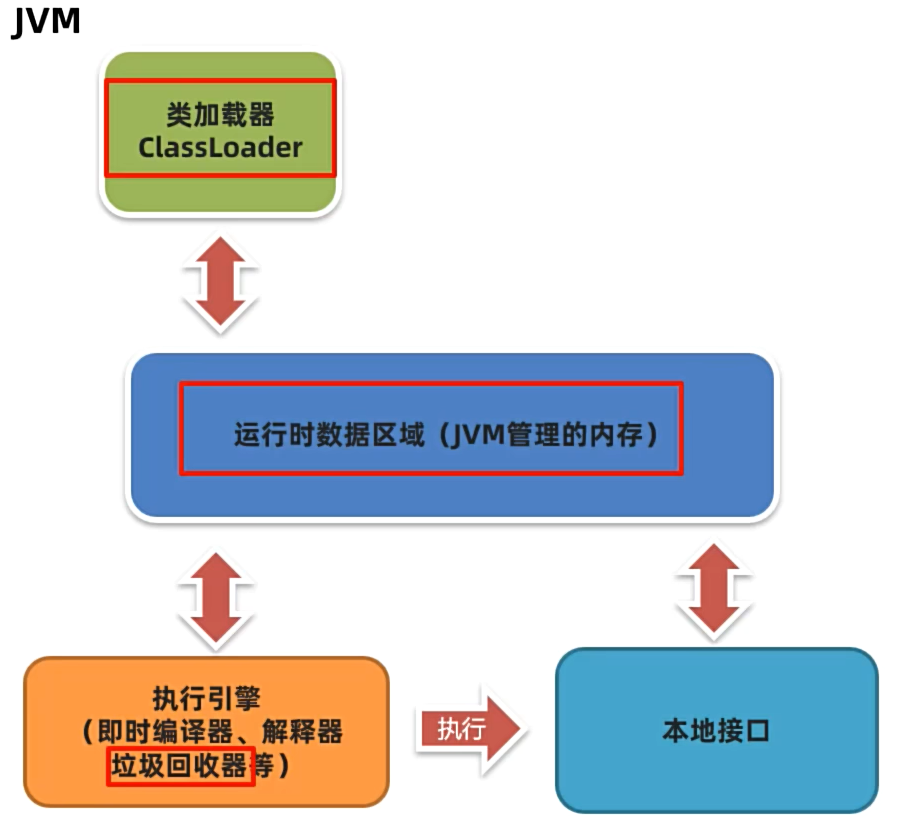 JVM
类加载器
ClassLoader
运行时数据区域（JVM管理的内存）
执行引擎
（即时编译器、解释器
垃圾回收器等）
执行
本地接口